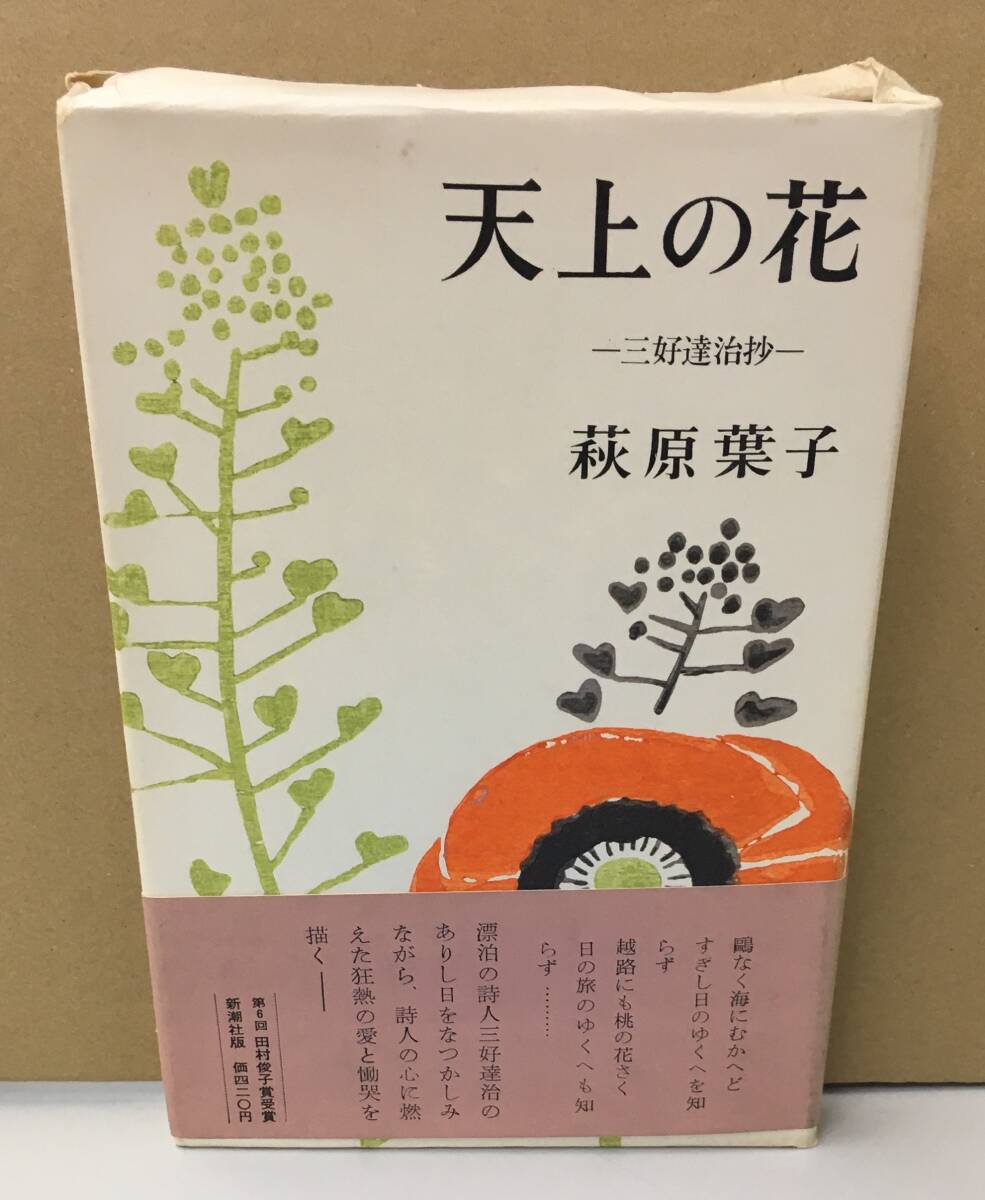 天上の花
―三好達治抄―
萩原葉子
鷗なく海にむかへど
すぎし日のゆくへを知
らず
越路にも桃の花さく
日の旅のゆくへも知
らず………
漂泊の詩人三好達治の
ありし日をなつかしみ
ながら、詩人の心に燃
えた狂熱の愛と慟哭を
描く――
第6回 田村俊子賞受賞
新潮社版 価四二〇円